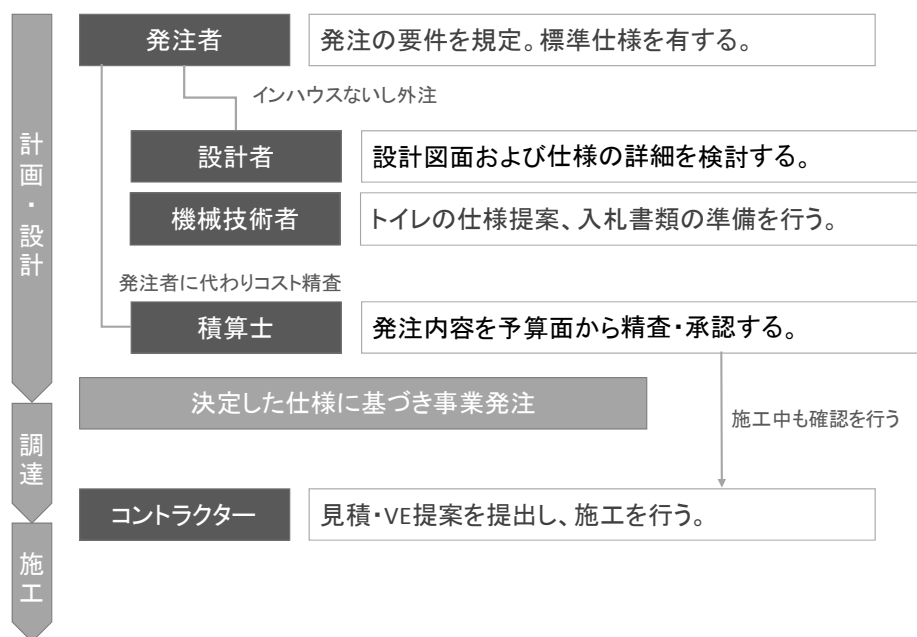 発注者
発注の要件を規定。標準仕様を有する。
インハウスないし外注
計画・設計
設計者
設計図面および仕様の詳細を検討する。
機械技術者
トイレの仕様提案、入札書類の準備を行う。
発注者に代わりコスト精査
積算士
発注内容を予算面から精査・承認する。
決定した仕様に基づき事業発注
施工中も確認を行う
調達
コントラクター
見積・VE提案を提出し、施工を行う。
施工